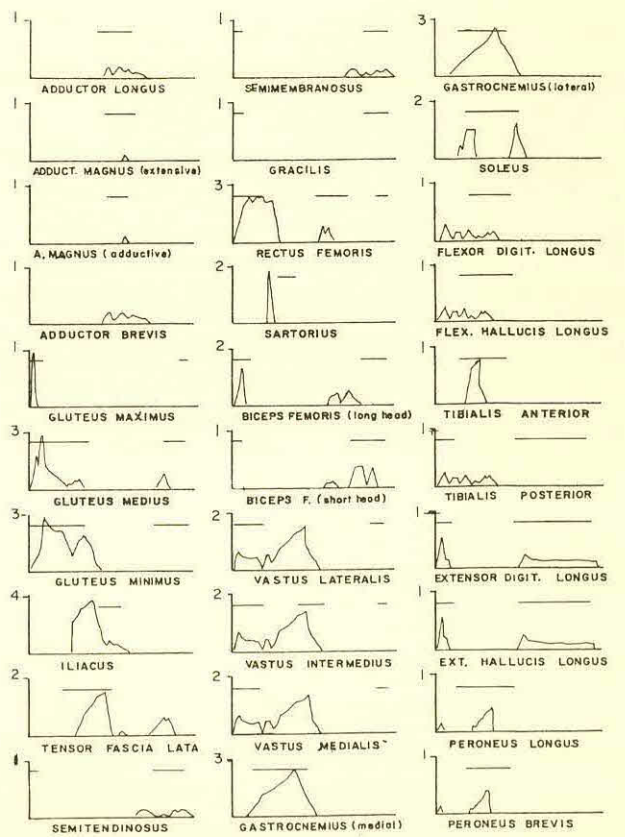 1
ADDUCTOR LONGUS
1
ADDUCT. MAGNUS (extensive)
1
A. MAGNUS (adductive)
1
ADDUCTOR BREVIS
1
GLUTEUS MAXIMUS
3
GLUTEUS MEDIUS
3
GLUTEUS MINIMUS
4
ILIACUS
2
TENSOR FASCIA LATA
1
SEMITENDINOSUS
1
SEMIMEMBRANOSUS
1
GRACILIS
3
RECTUS FEMORIS
2
SARTORIUS
2
BICEPS FEMORIS (long head)
1
BICEPS F. (short head)
2
VASTUS LATERALIS
2
VASTUS INTERMEDIUS
2
VASTUS MEDIALIS
3
GASTROCNEMIUS (medial)
3
GASTROCNEMIUS (lateral)
2
SOLEUS
1
FLEXOR DIGIT. LONGUS
1
FLEX. HALLUCIS LONGUS
1
TIBIALIS ANTERIOR
1
TIBIALIS POSTERIOR
1
EXTENSOR DIGIT. LONGUS
1
EXT. HALLUCIS LONGUS
1
PERONEUS LONGUS
1
PERONEUS BREVIS